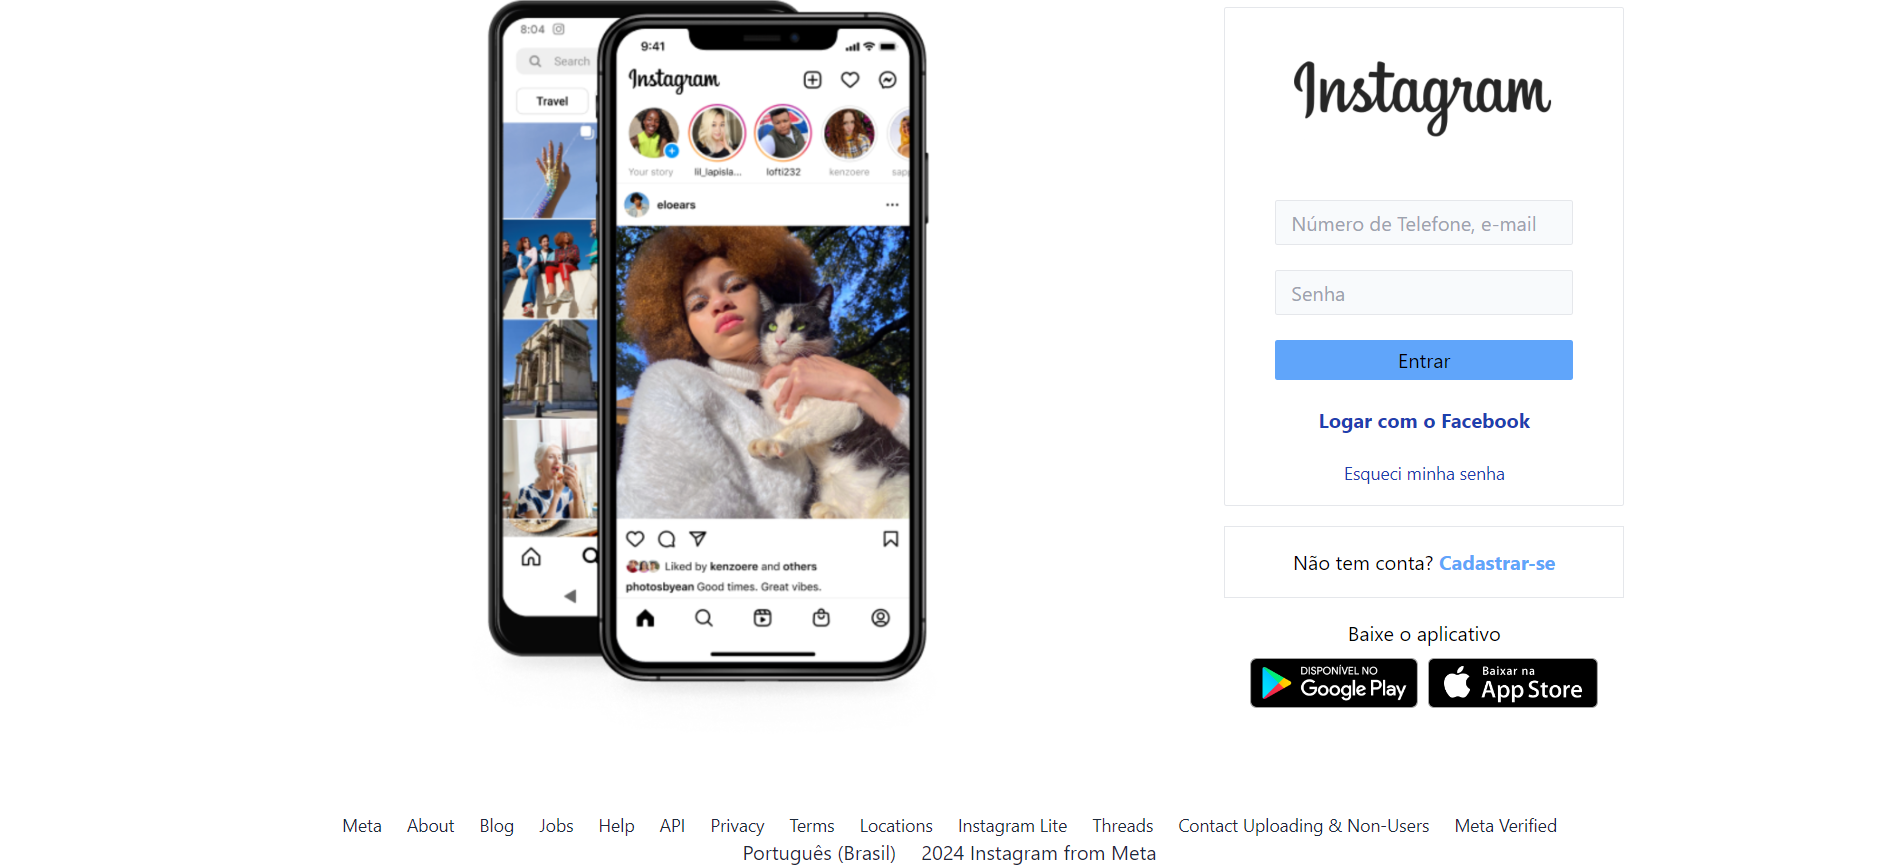 8:04
Search
Travel
9:41
Instagram
Your story
lil_lapisla...
lofti232
kenzoere
sap
eloears
Liked by kenzoere and others
photosbyean Good times. Great vibes.
Instagram
Número de Telefone, e-mail
Senha
Entrar
Logar com o Facebook
Esqueci minha senha
Não tem conta? Cadastrar-se
Baixe o aplicativo
DISPONÍVEL NO
Google Play
Baixar na
App Store
Meta About Blog Jobs Help API Privacy Terms Locations Instagram Lite Threads Contact Uploading & Non-Users Meta Verified
Português (Brasil) 2024 Instagram from Meta